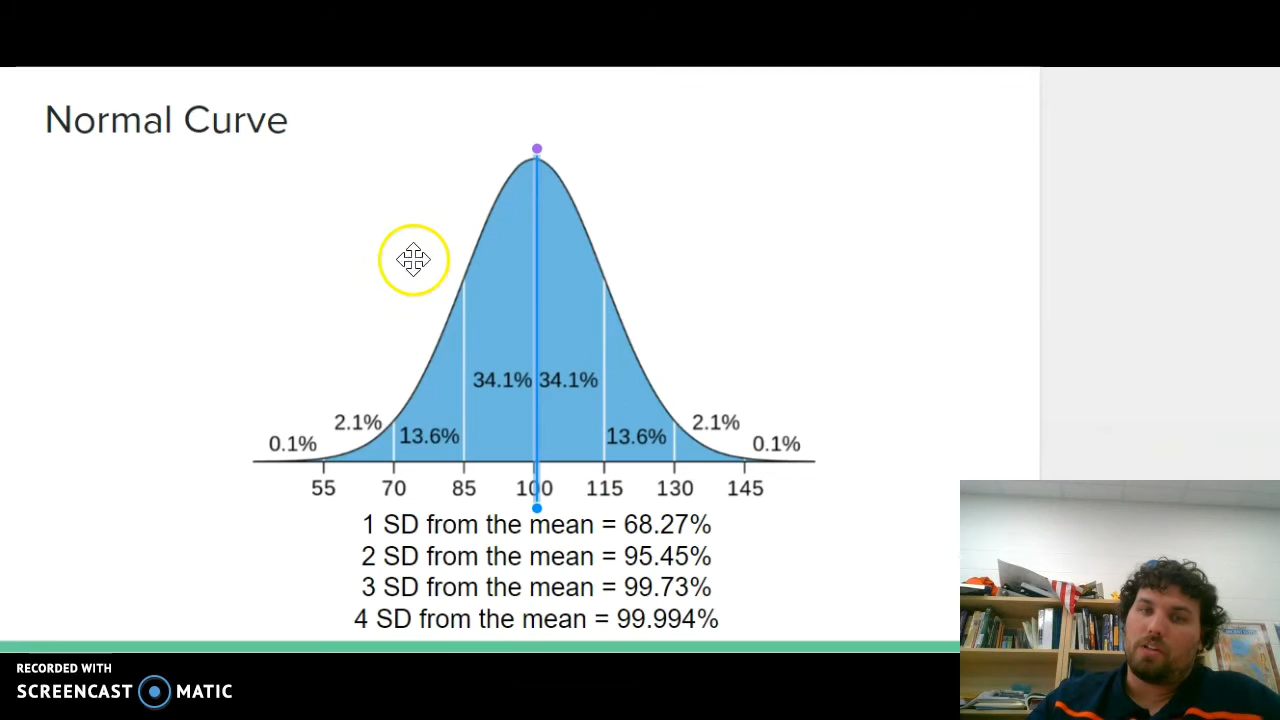 Normal Curve
34.1% 34.1%
2.1% 2.1%
0.1% 13.6% 13.6% 0.1%
55 70 85 100 115 130 145
1 SD from the mean = 68.27%
2 SD from the mean = 95.45%
3 SD from the mean = 99.73%
4 SD from the mean = 99.994%
RECORDED WITH
SCREENCAST MATIC